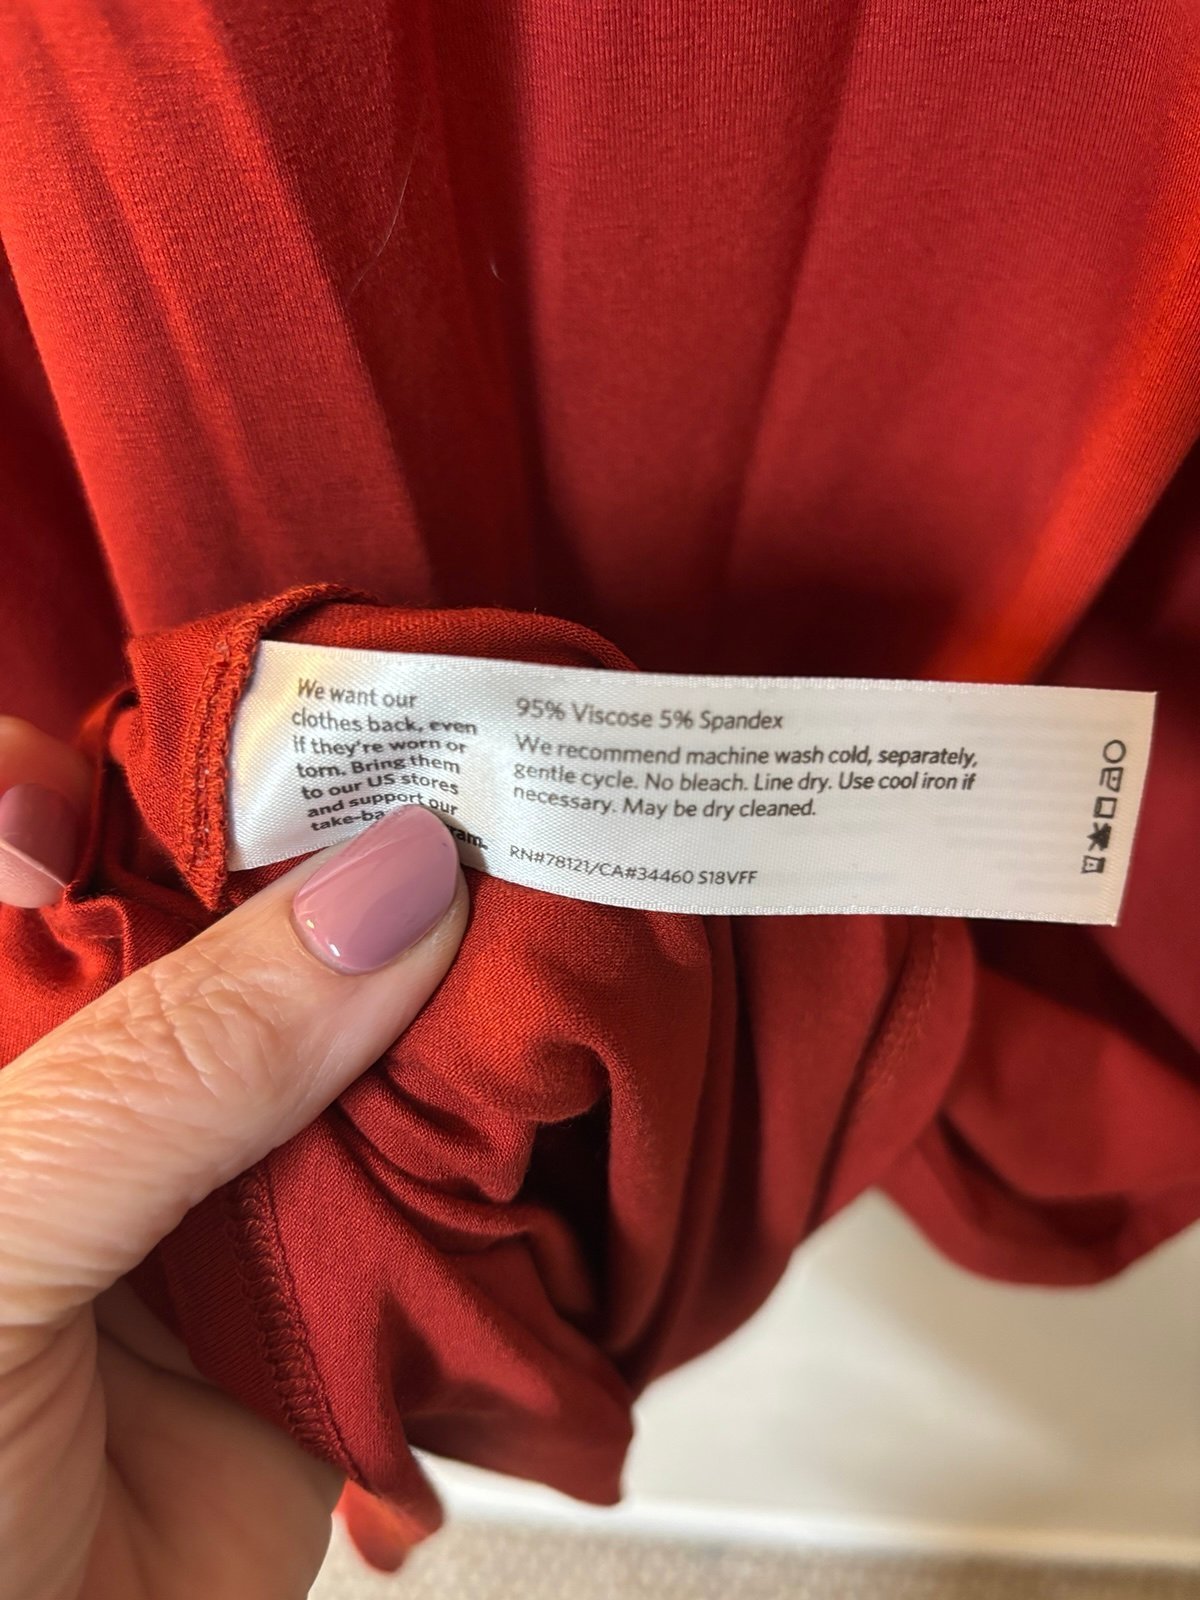 We want our
clothes back, even
if they're worn or
torn. Bring them
to our US stores
and support our
95% Viscose 5% Spandex
We recommend machine wash cold, separately,
gentle cycle. No bleach. Line dry. Use cool iron if
necessary. May be dry cleaned.
RN#78121/CA#34460 S18VFF